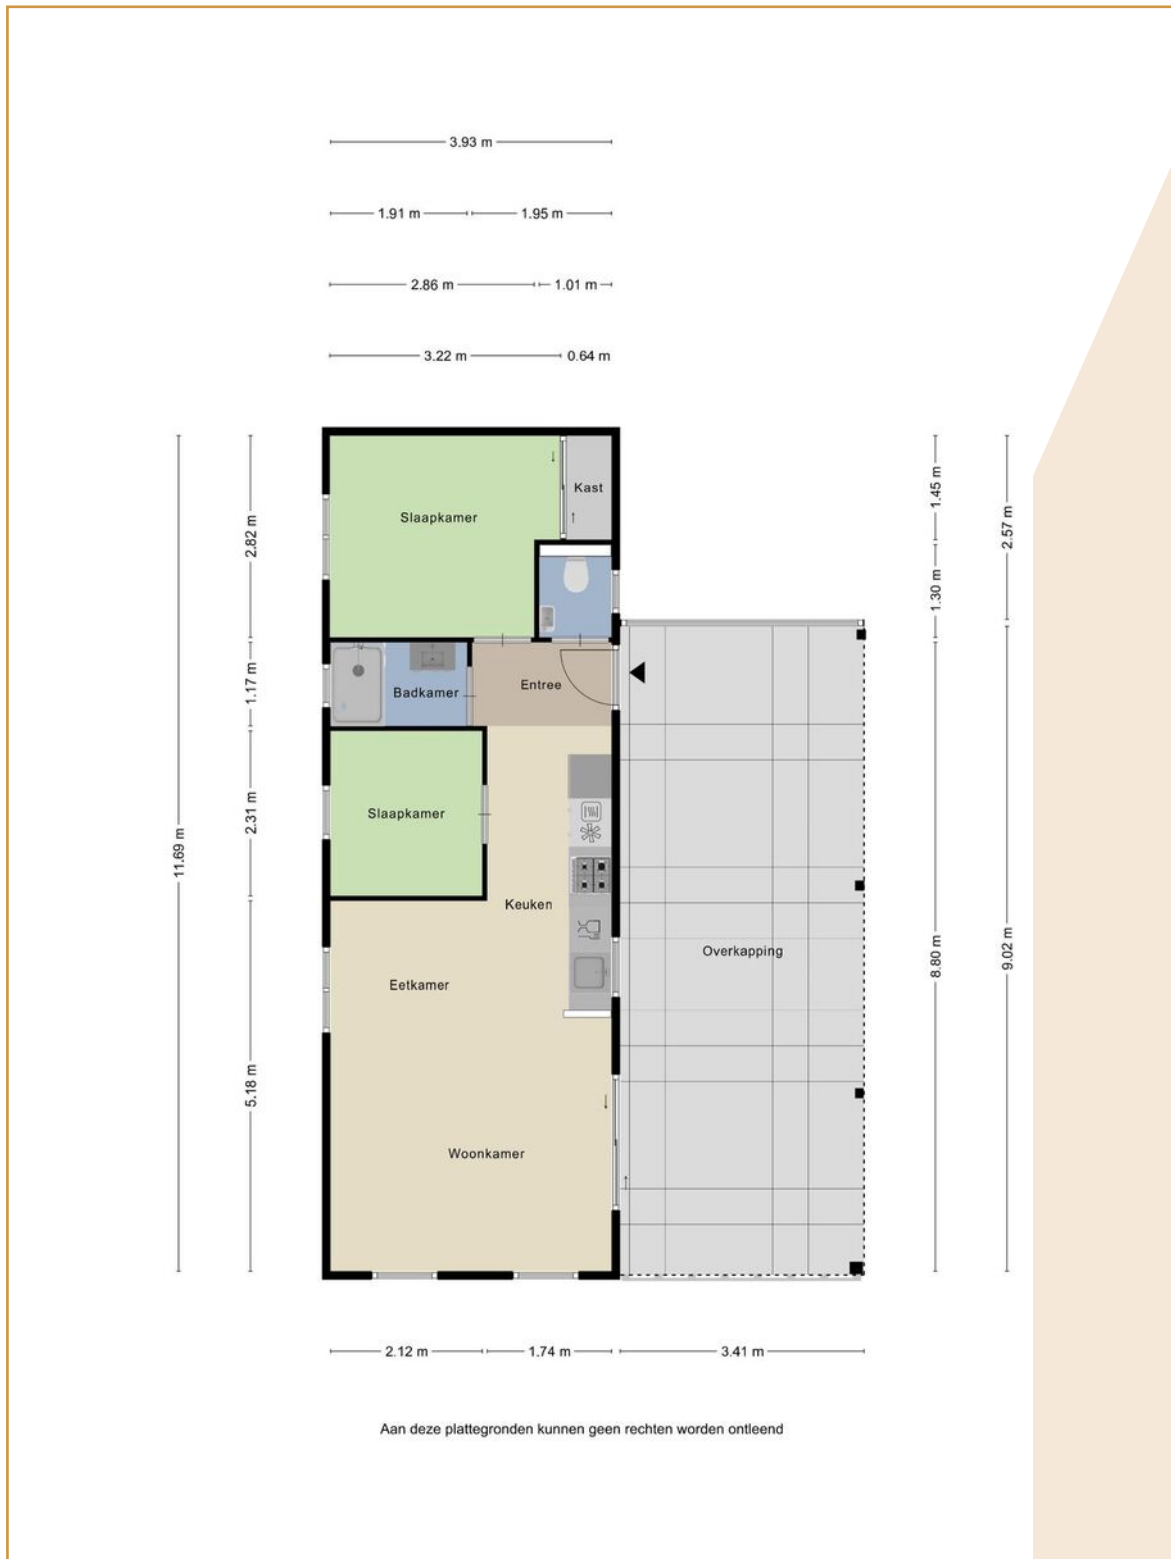 3.93 m
1.91 m
1.95 m
2.86 m
1.01 m
3.22 m
0.64 m
Slaapkamer
Kast
Badkamer
Entree
Slaapkamer
Keuken
Eetkamer
Woonkamer
Overkapping
11.69 m
2.82 m
1.17 m
2.31 m
5.18 m
1.45 m
1.30 m
8.80 m
2.57 m
9.02 m
2.12 m
1.74 m
3.41 m
Aan deze plattegronden kunnen geen rechten worden ontleend